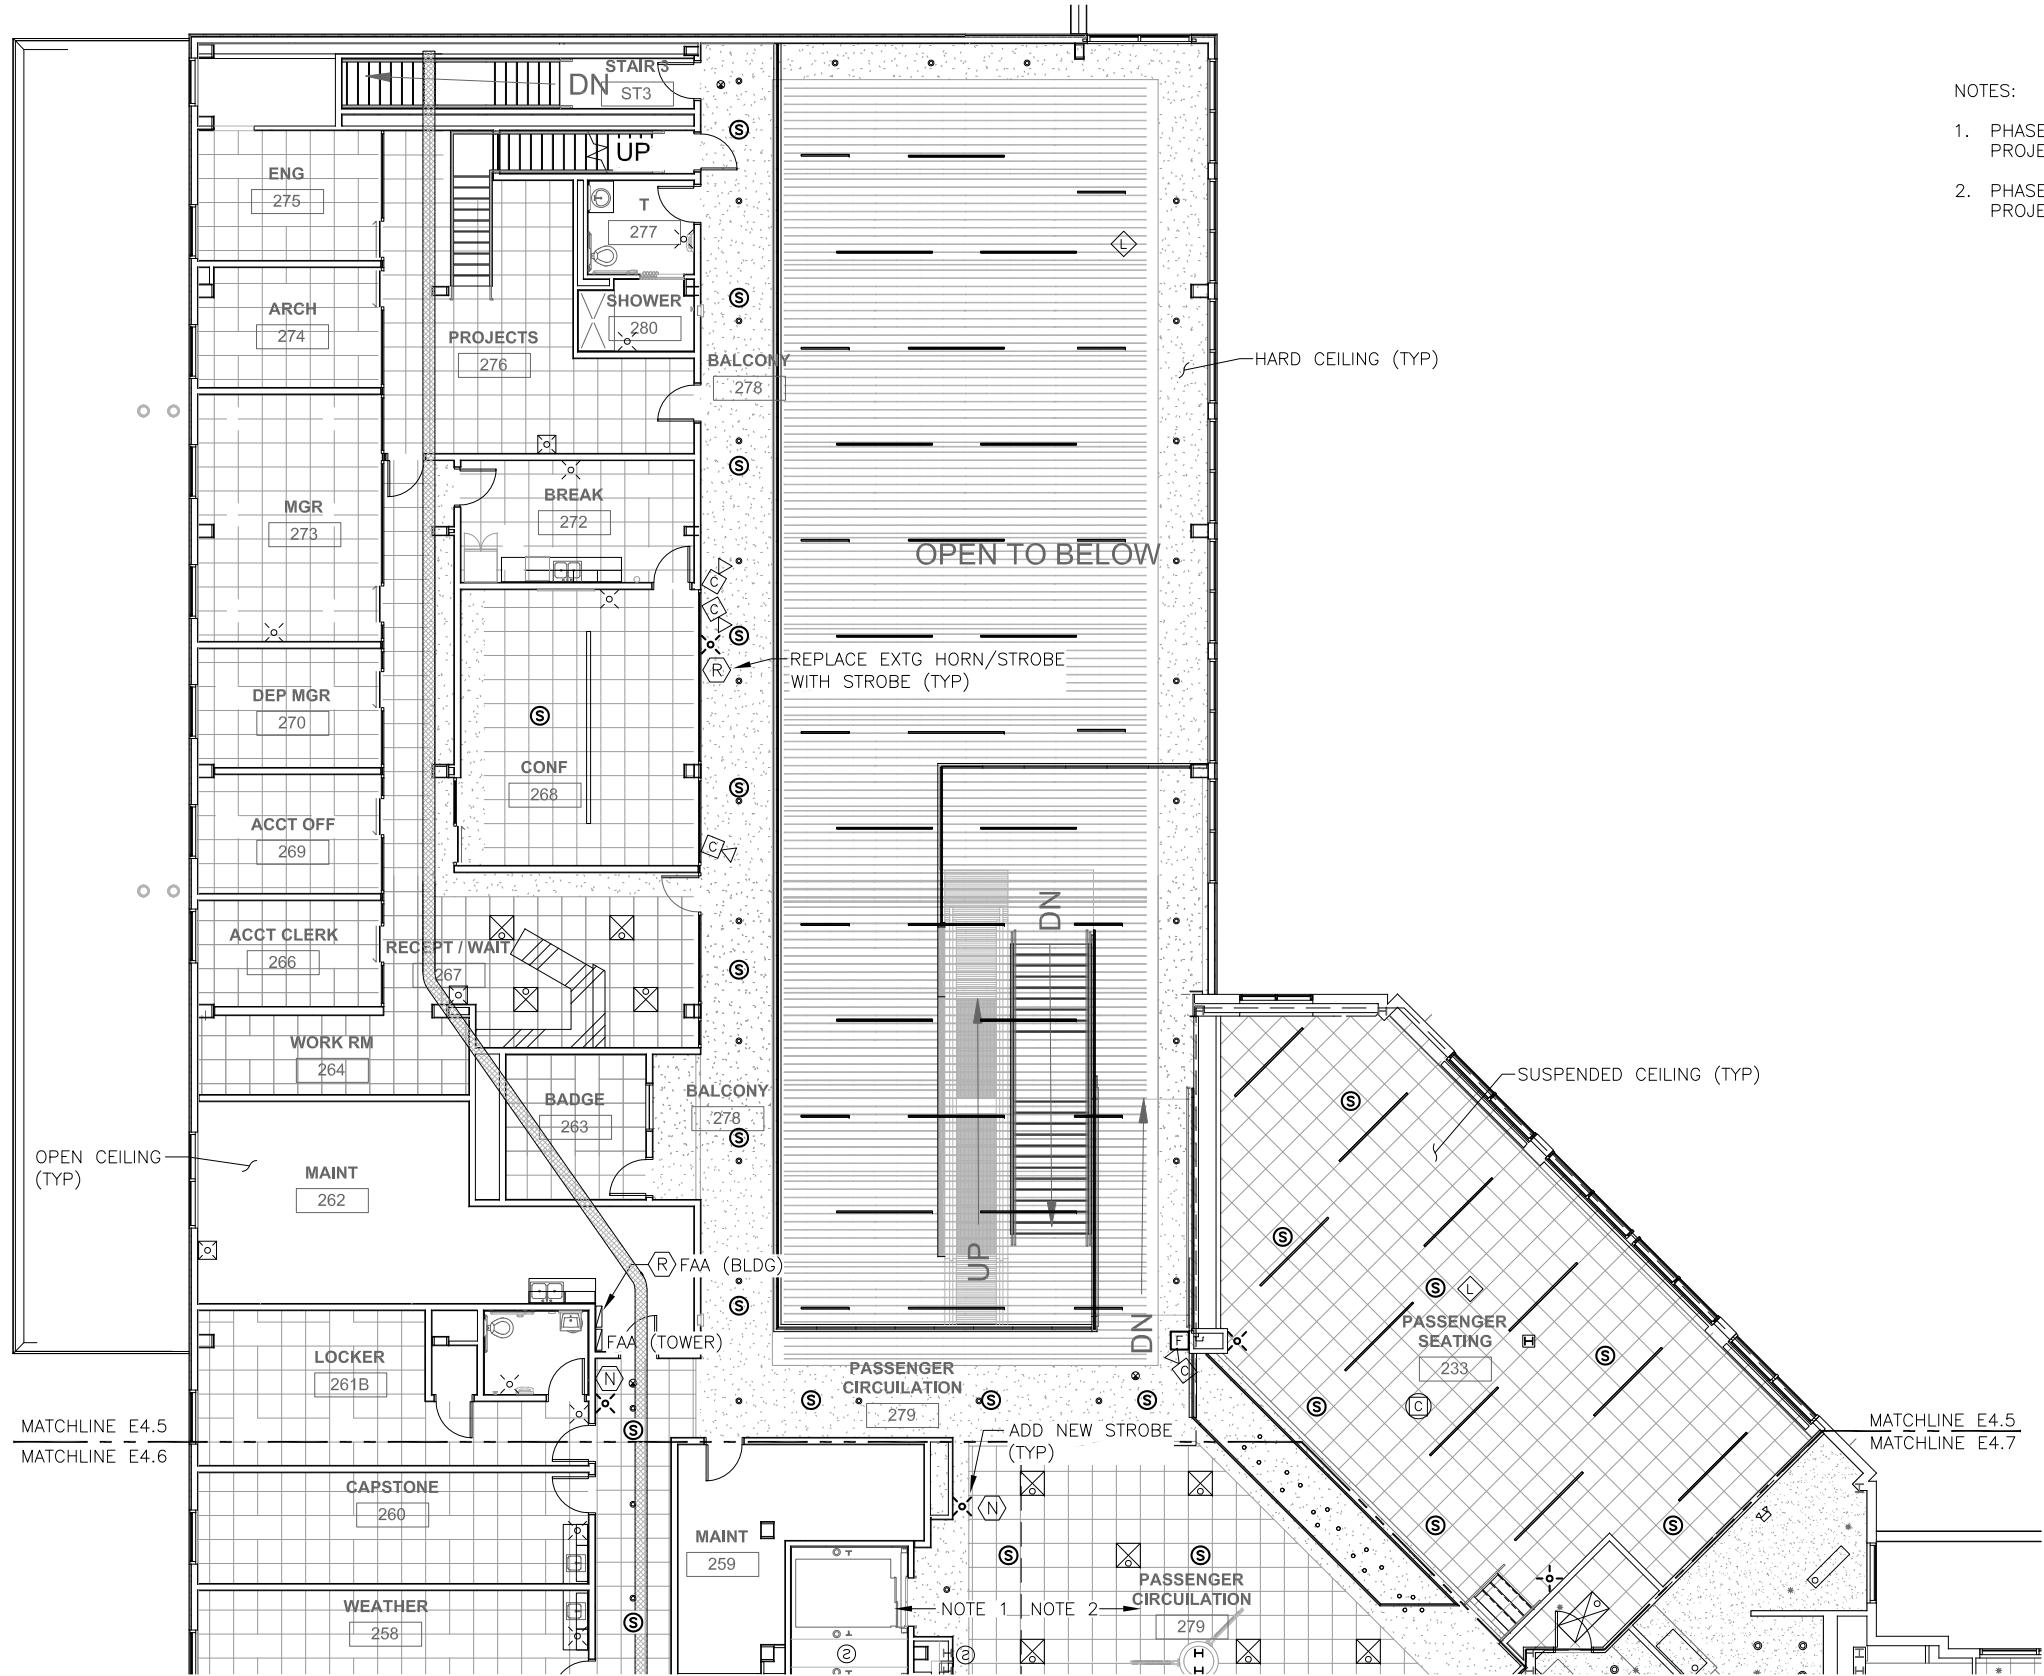 STAIR 3
ST3
DN
UP
ENG
275
T
277
ARCH
274
SHOWER
280
PROJECTS
276
BALCONY
278
L
HARD CEILING (TYP)
NOTES:
1. PHASE
PROJE
2. PHASE
PROJE
MGR
273
BREAK
272
OPEN TO BELOW
C
C
S
R
REPLACE EXTG HORN/STROBE
WITH STROBE (TYP)
DEP MGR
270
S
CONF
268
ACCT OFF
269
C
ACCT CLERK
266
RECEPT / WAIT
267
WORK RM
264
DN
UP
DN
BADGE
263
BALCONY
278
SUSPENDED CEILING (TYP)
OPEN CEILING
(TYP)
MAINT
262
R FAA (BLDG)
FAA (TOWER)
N
LOCKER
261B
PASSENGER
CIRCUILATION
279
F
C
L
H
PASSENGER
SEATING
233
C
MATCHLINE E4.5
MATCHLINE E4.6
ADD NEW STROBE
(TYP)
N
MATCHLINE E4.5
MATCHLINE E4.7
CAPSTONE
260
MAINT
259
WEATHER
258
NOTE 1
NOTE 2
PASSENGER
CIRCUILATION
279